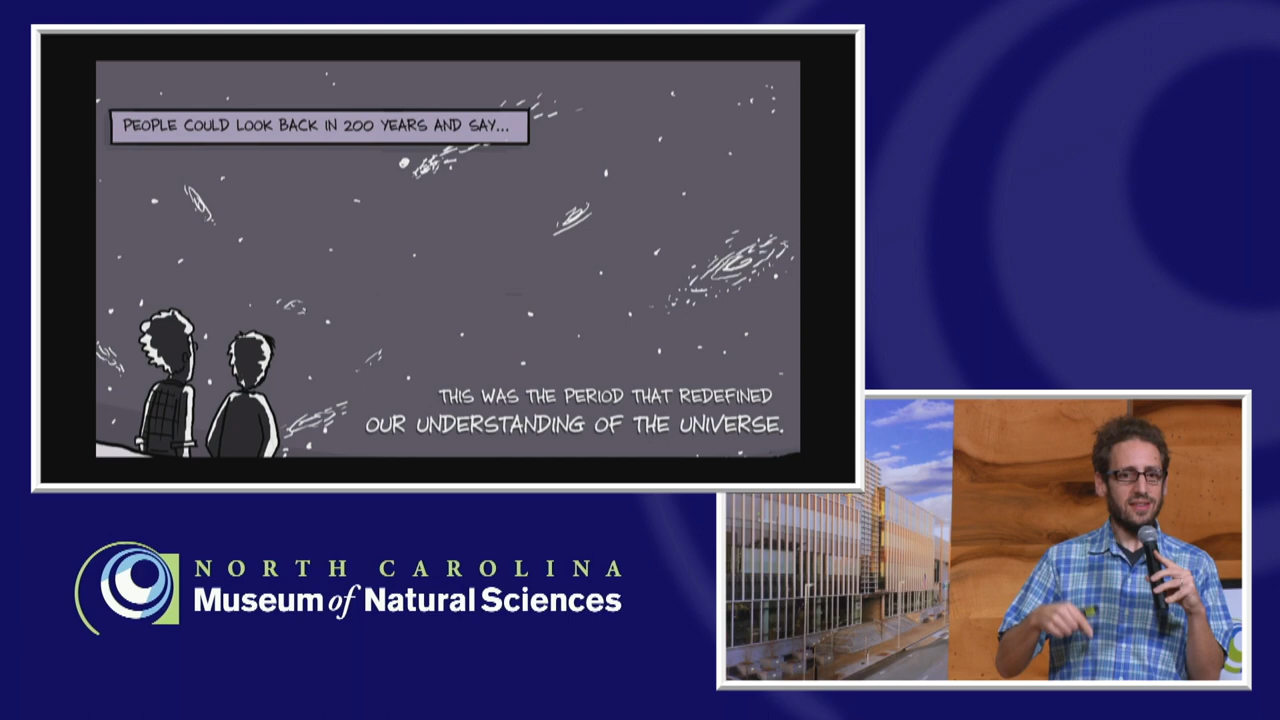 PEOPLE COULD LOOK BACK IN 200 YEARS AND SAY...
THIS WAS THE PERIOD THAT REDEFINED
OUR UNDERSTANDING OF THE UNIVERSE.
NORTH CAROLINA
Museum of Natural Sciences